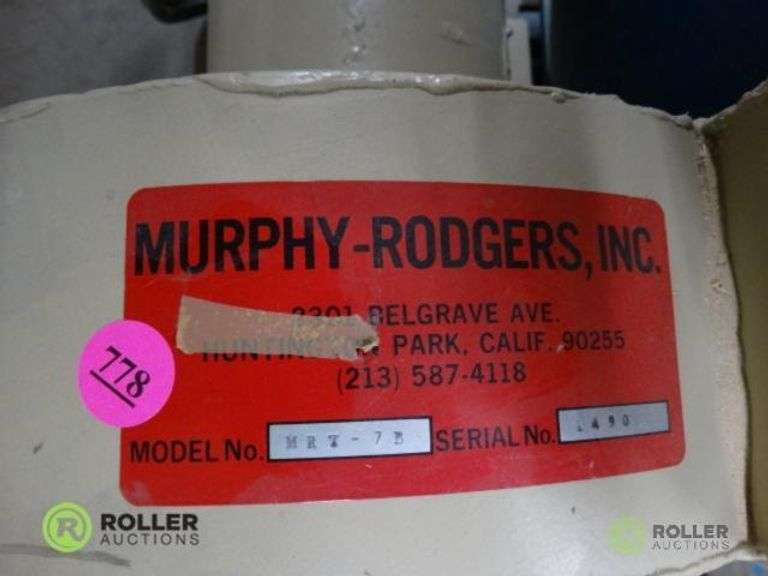 MURPHY-RODGERS, INC.
2301 BELGRAVE AVE.
HUNTINGTON PARK, CALIF. 90255
(213) 587-4118
778
MODEL No. SERIAL No.
ROLLER
AUCTIONS
ROLLER
AUCTIONS